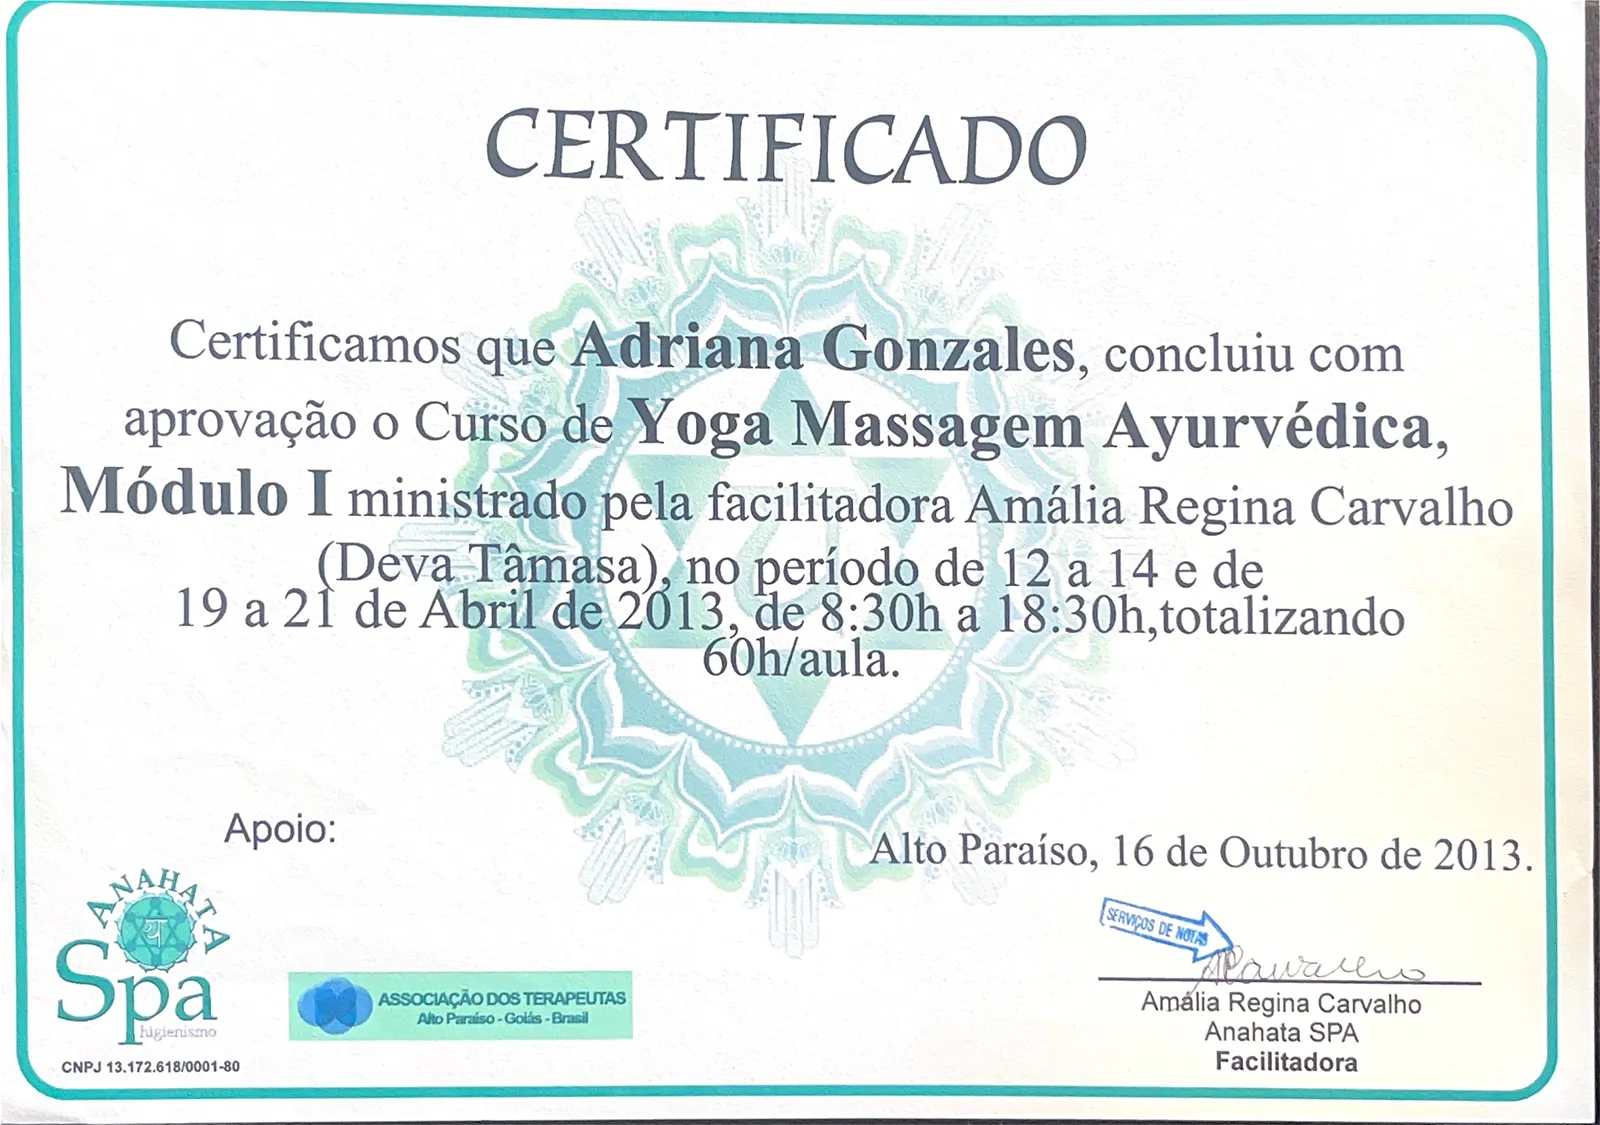 CERTIFICADO
Certificamos que Adriana Gonzales, concluiu com
aprovação o Curso de Yoga Massagem Ayurvédica,
Módulo I ministrado pela facilitadora Amália Regina Carvalho
(Deva Tâmasa), no período de 12 a 14 e de
19 a 21 de Abril de 2013, de 8:30h a 18:30h,totalizando
60h/aula.
Apoio:
Alto Paraíso, 16 de Outubro de 2013.
ANAHATA
Spa
higienismo
CNPJ 13.172.618/0001-80
ASSOCIAÇÃO DOS TERAPEUTAS
Alto Paraíso - Goiás - Brasil
SERVIÇOS DE NOTAS
ARCarvalho
Amália Regina Carvalho
Anahata SPA
Facilitadora